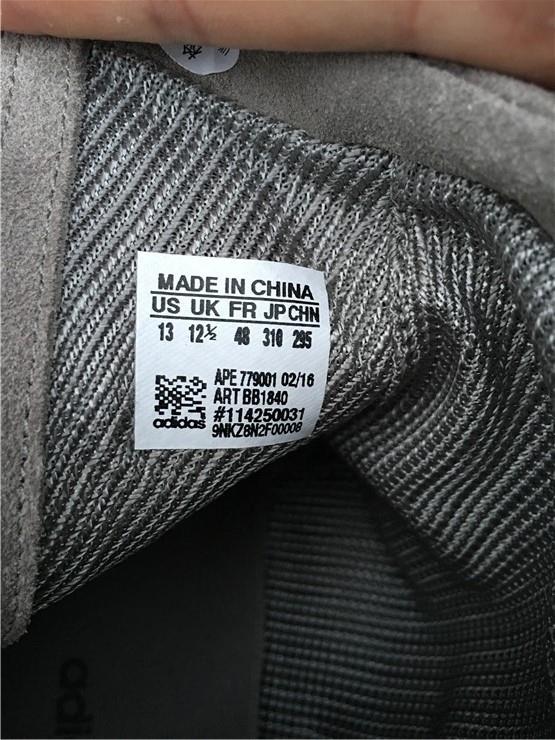 MADE IN CHINA
US UK FR JP CHN
13 12½ 48 310 295
APE 779001 02/16
ART BB1840
#114250031
adidas 9NKZ8N2F00008
adi